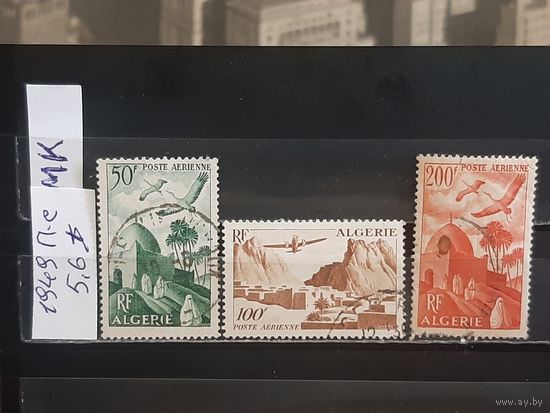 МК
1949 П-С
5,6 $
50F POSTE AERIENNE
RF
ALGERIE
RF ALGERIE
100F
POSTE AERIENNE
200F POSTE AERIENNE
RF
ALGERIE
www.ay.by